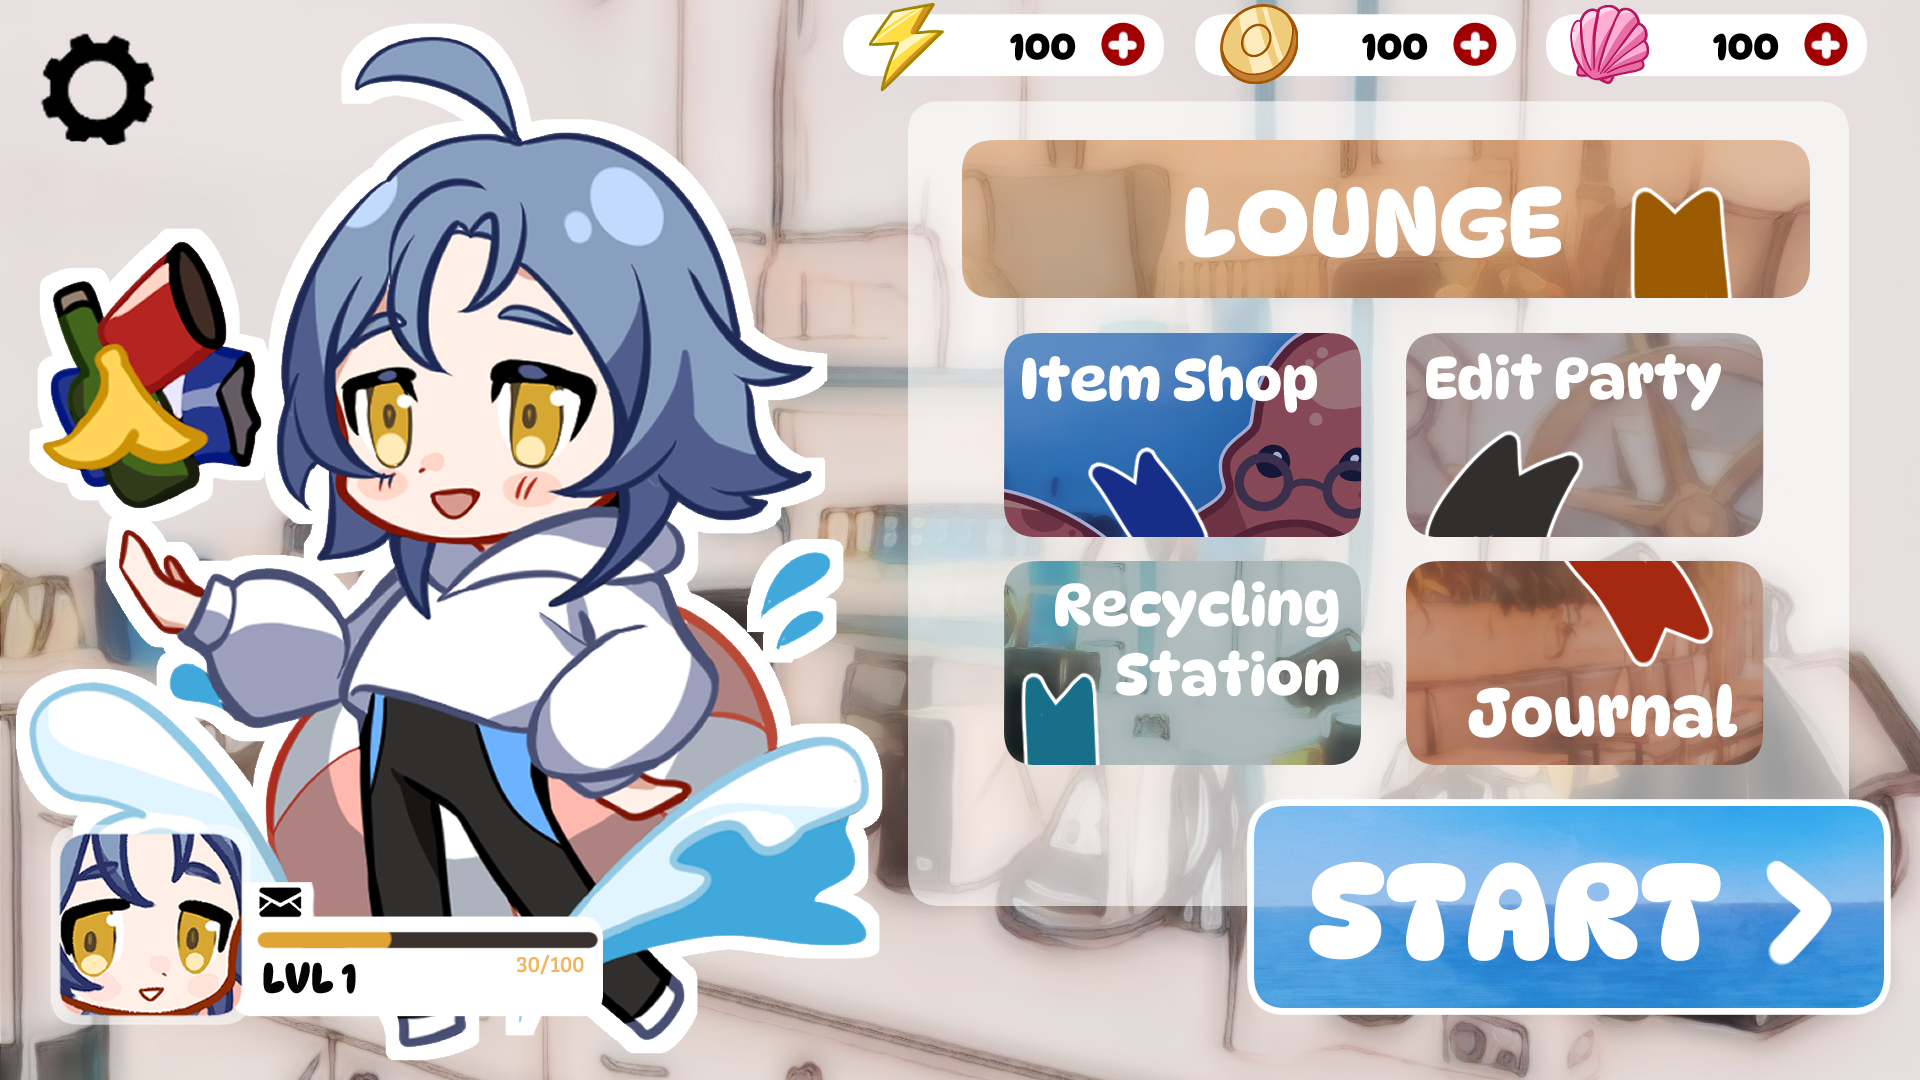 100
100
100
LOUNGE
Item Shop
Edit Party
Recycling
Station
Journal
START
30/100
LVL 1